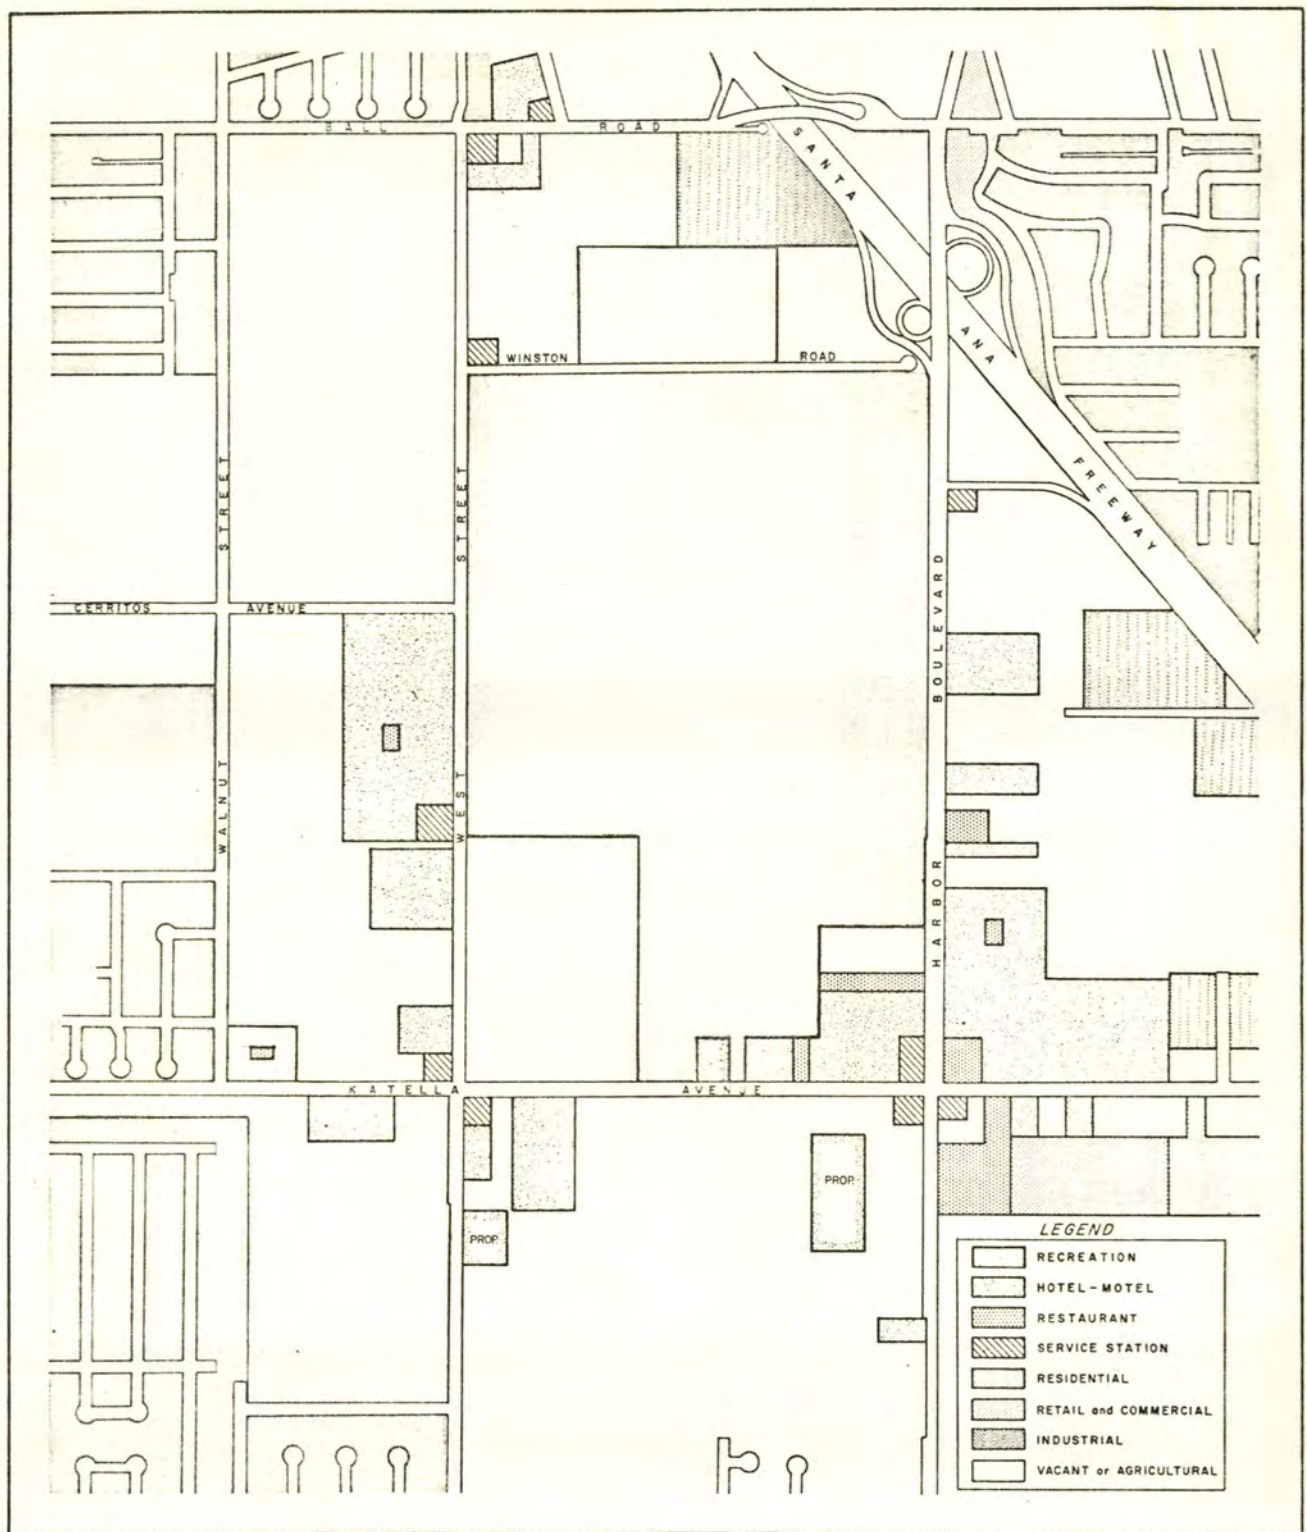 BALL ROAD
SANTA ANA FREEWAY
WINSTON ROAD
STREET
STREET
CERRITOS AVENUE
BOULEVARD
WALNUT
WEST
HARBOR
KATELLA AVENUE
PROP.
PROP.
LEGEND
RECREATION
HOTEL-MOTEL
RESTAURANT
SERVICE STATION
RESIDENTIAL
RETAIL and COMMERCIAL
INDUSTRIAL
VACANT or AGRICULTURAL